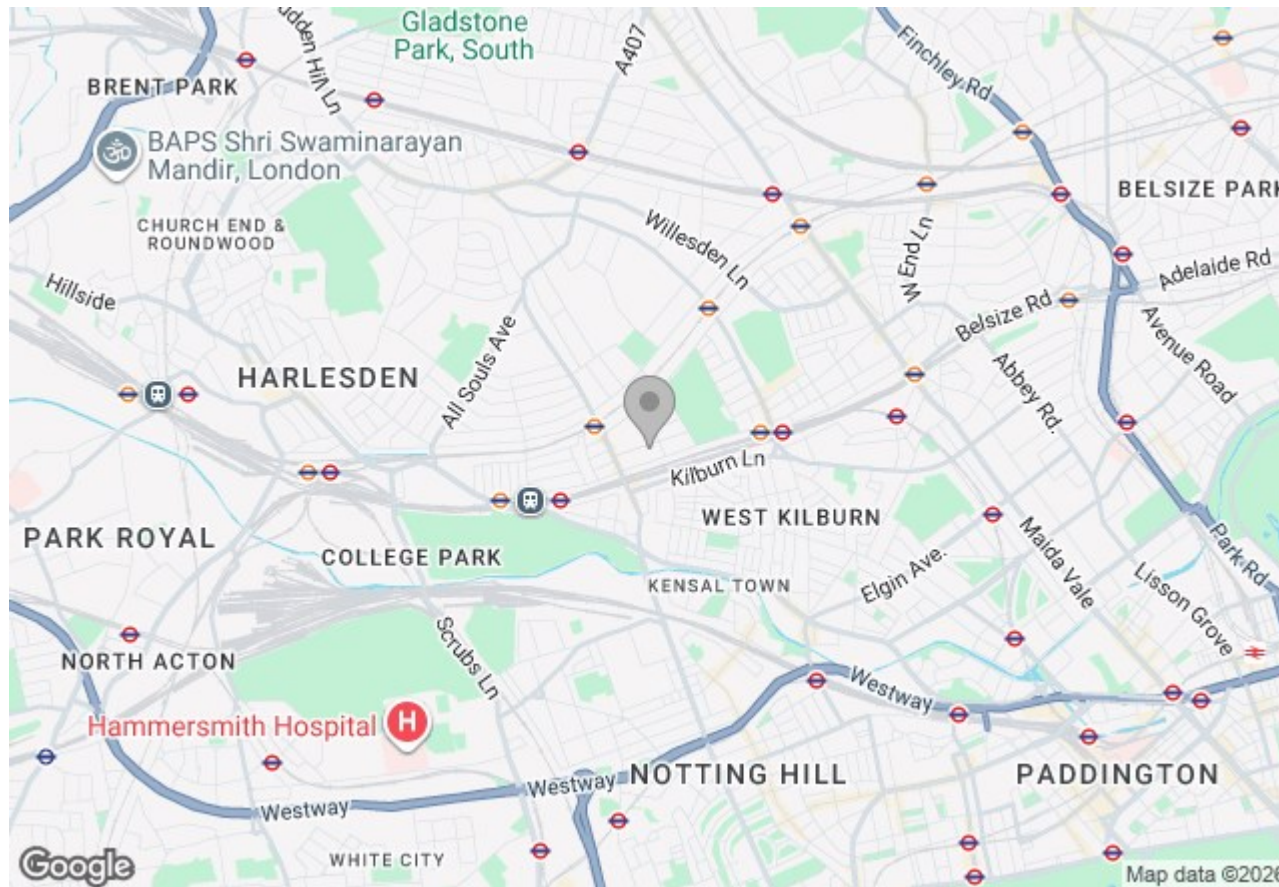 Gladstone
Park, South
A407
Finchley Rd
BRENT PARK
BAPS Shri Swaminarayan
Mandir, London
BELSIZE PARK
CHURCH END &
ROUNDWOOD
Willesden Ln
W End Ln
Adelaide Rd
Hillside
Belsize Rd
Avenue Road
All Souls Ave
HARLESDEN
Abbey Rd.
Kilburn Ln
WEST KILBURN
PARK ROYAL
COLLEGE PARK
Park Rd
Maida Vale
Elgin Ave.
KENSAL TOWN
Lisson Grove
Scrubs Ln
NORTH ACTON
Westway
Hammersmith Hospital
H
Westway
NOTTING HILL
PADDINGTON
Westway
WHITE CITY
Google
Map data ©2026